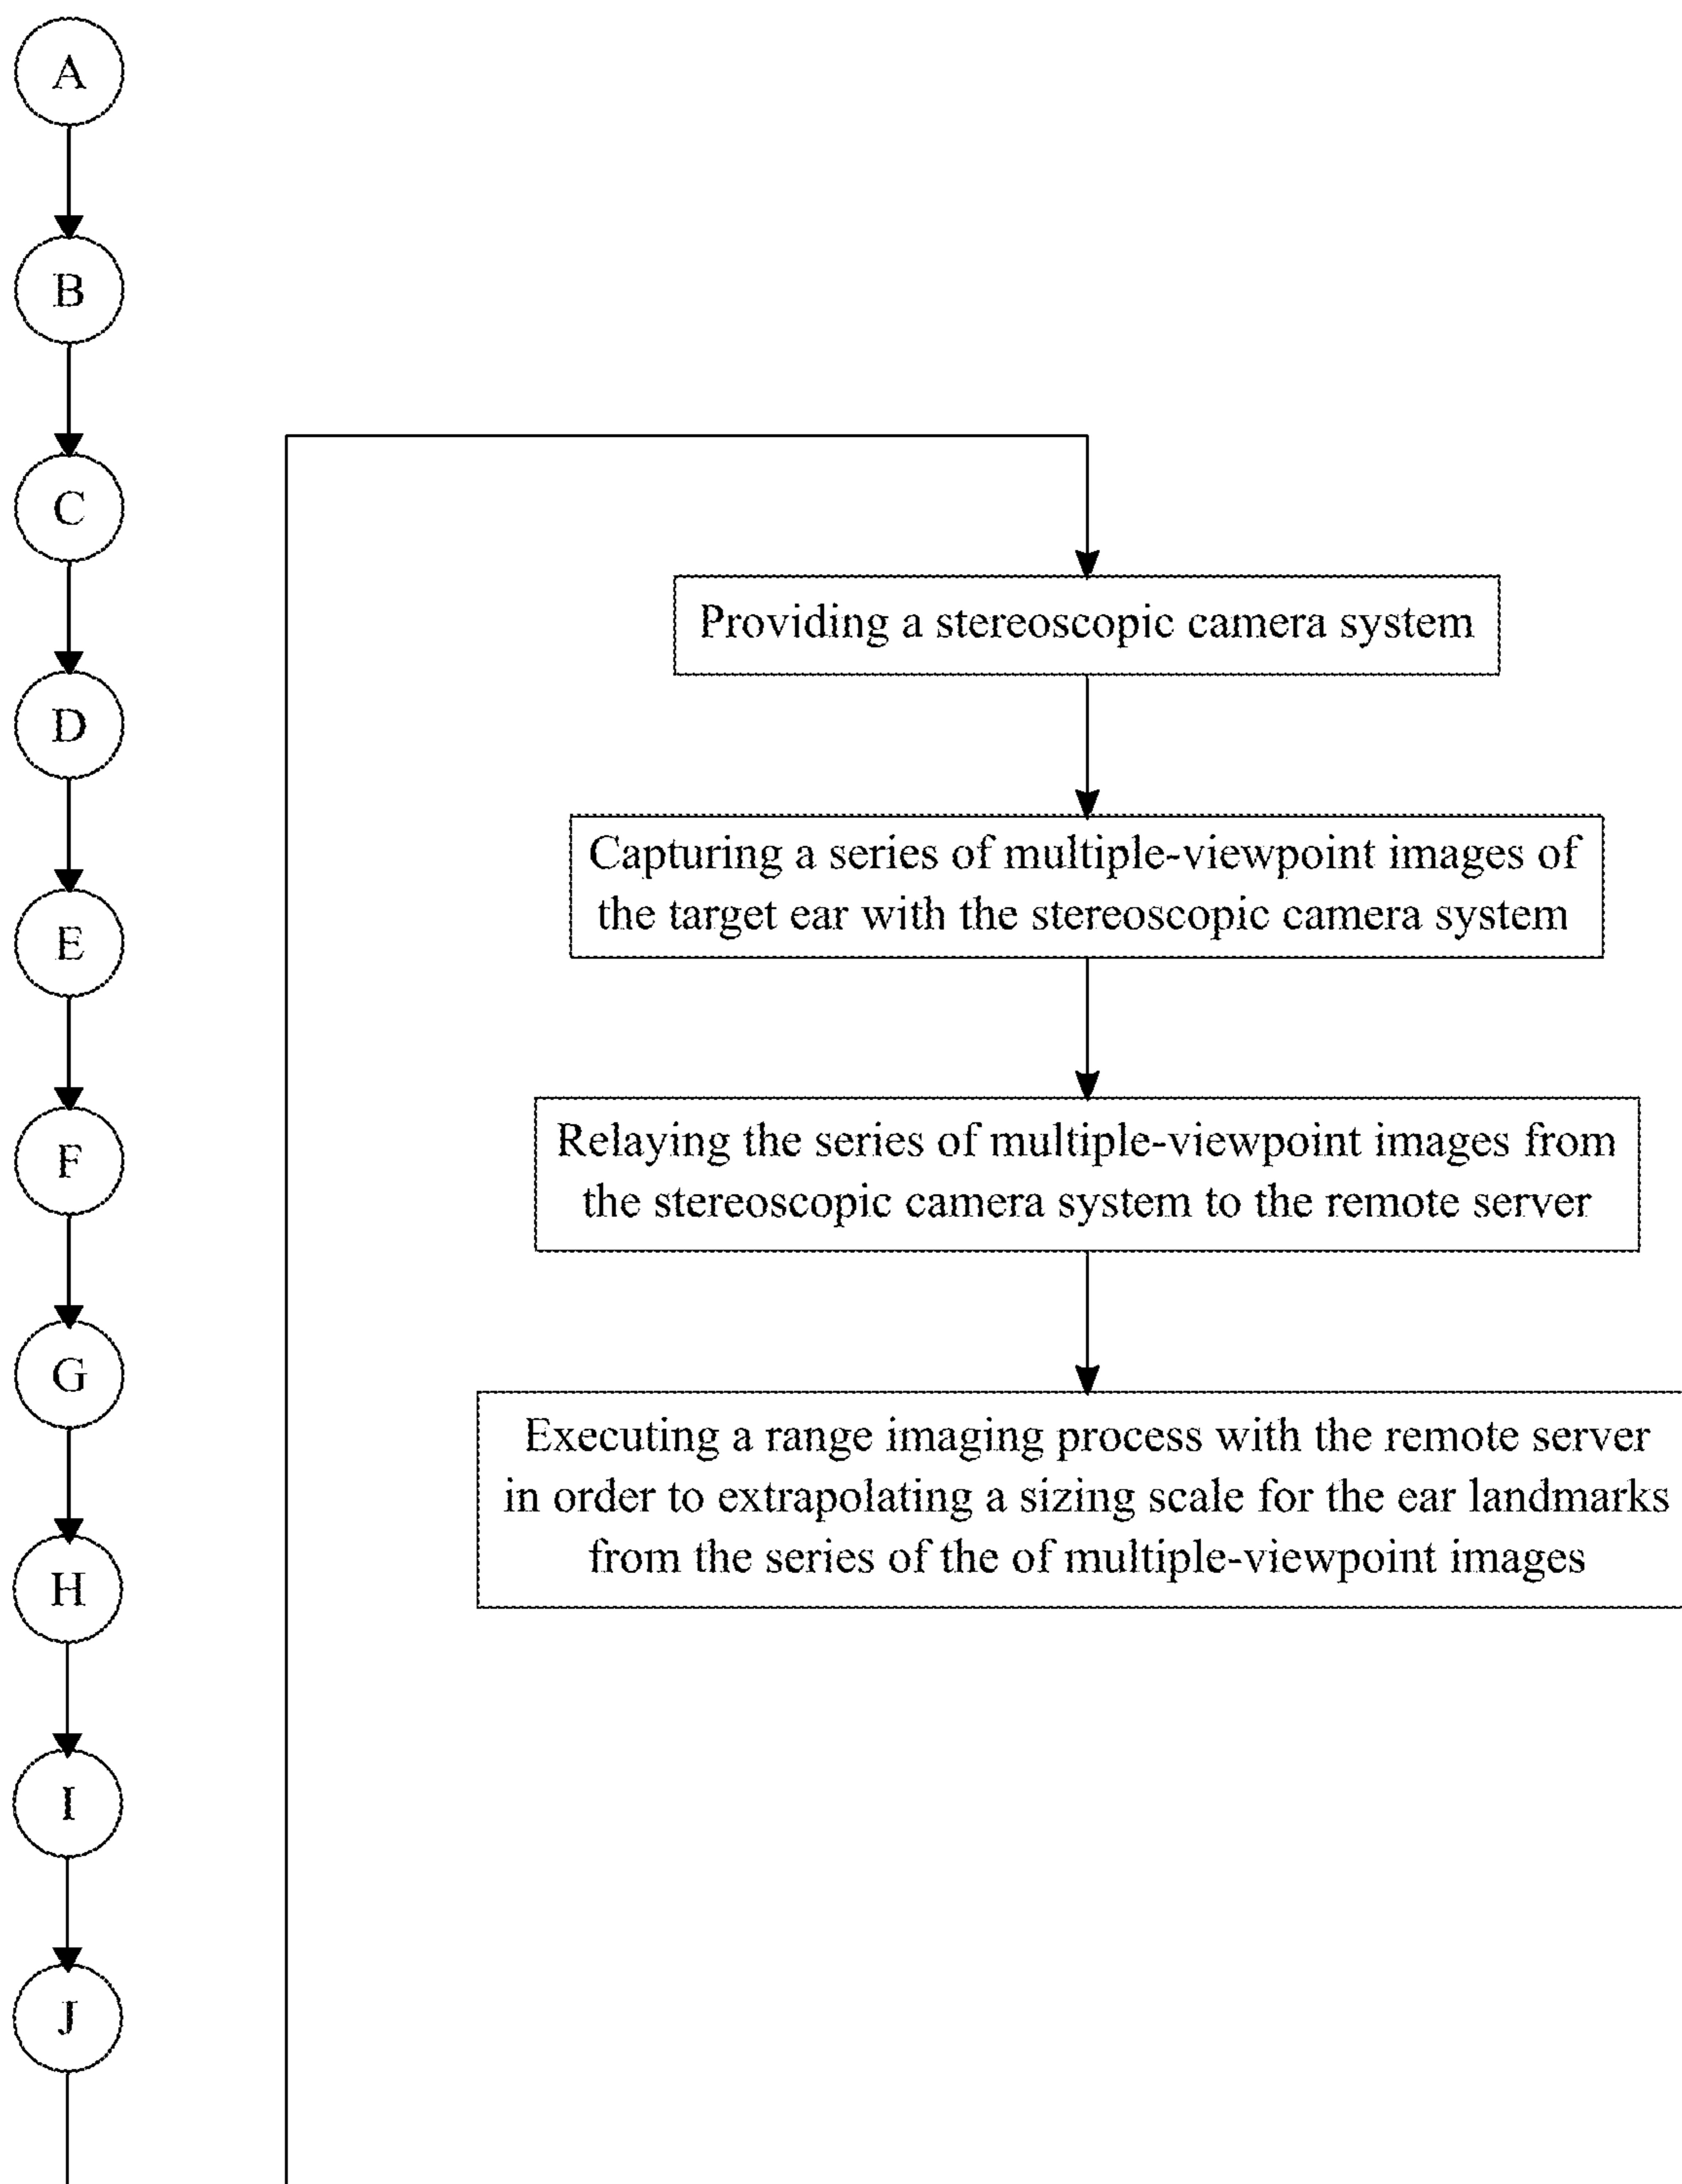 A
B
C
D
E
F
G
H
I
J
Providing a stereoscopic camera system
Capturing a series of multiple-viewpoint images of
the target ear with the stereoscopic camera system
Relaying the series of multiple-viewpoint images from
the stereoscopic camera system to the remote server
Executing a range imaging process with the remote server
in order to extrapolating a sizing scale for the ear landmarks
from the series of the of multiple-viewpoint images